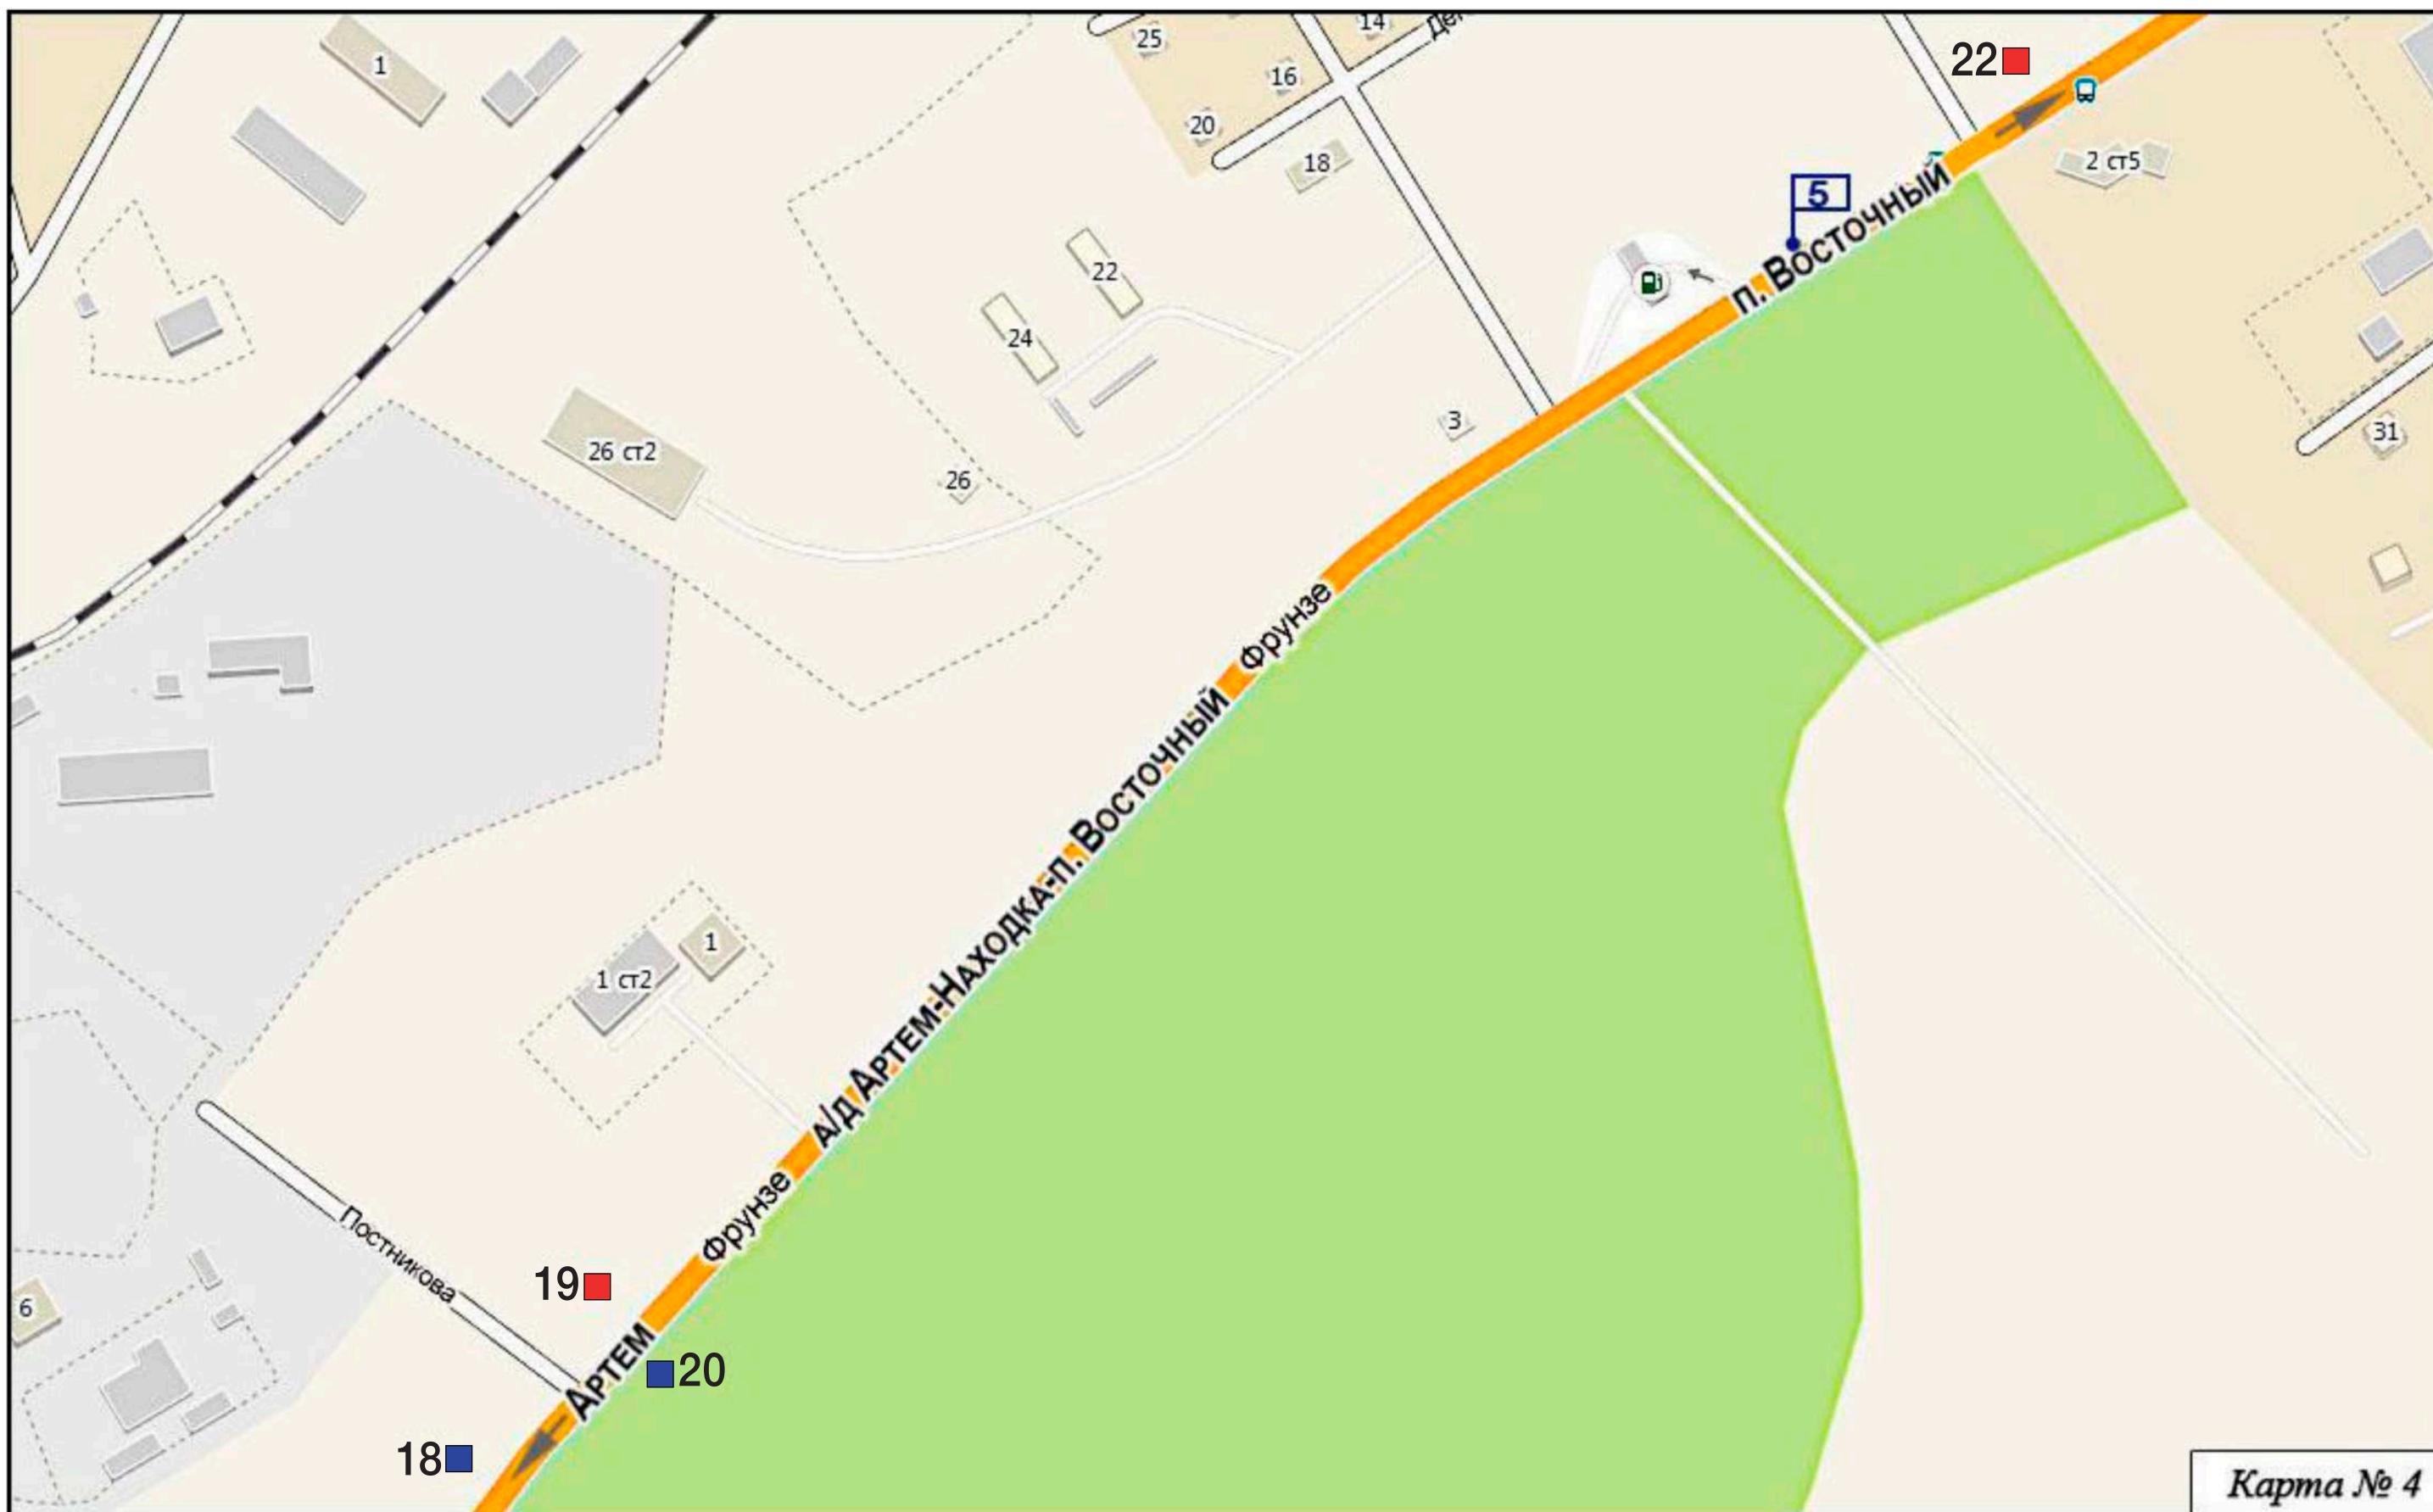 14
25
1
22
16
20
18
2 ст5
5
п. Восточный
22
24
3
31
26 ст2
26
Фрунзе
а/д Артем-Находка-п. Восточный
1
1 ст2
Фрунзе
Постникова
19
6
Артем
20
18
Карта № 4